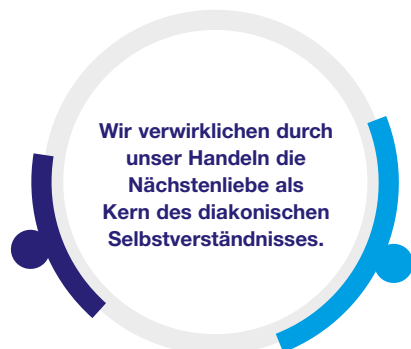 Wir verwirklichen durch
unser Handeln die
Nächstenliebe als
Kern des diakonischen
Selbstverständnisses.